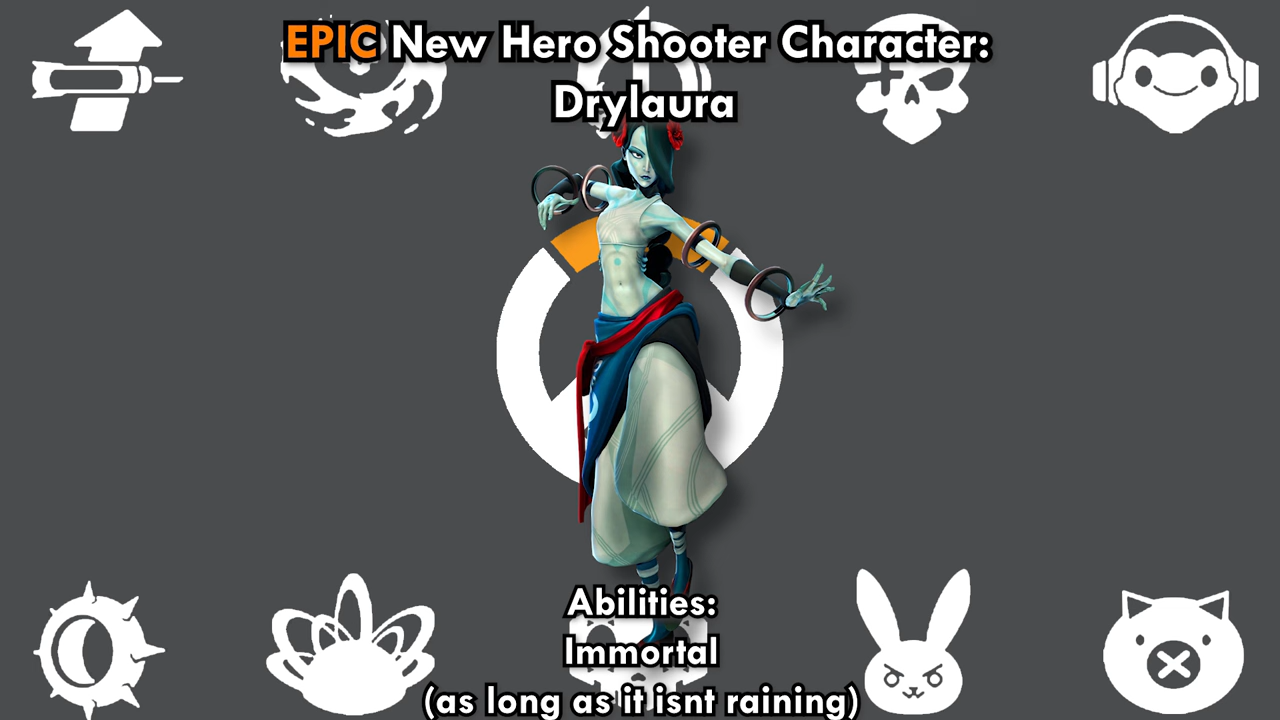 EPIC New Hero Shooter Character:
Drylaura
Abilities:
Immortal
(as long as it isnt raining)